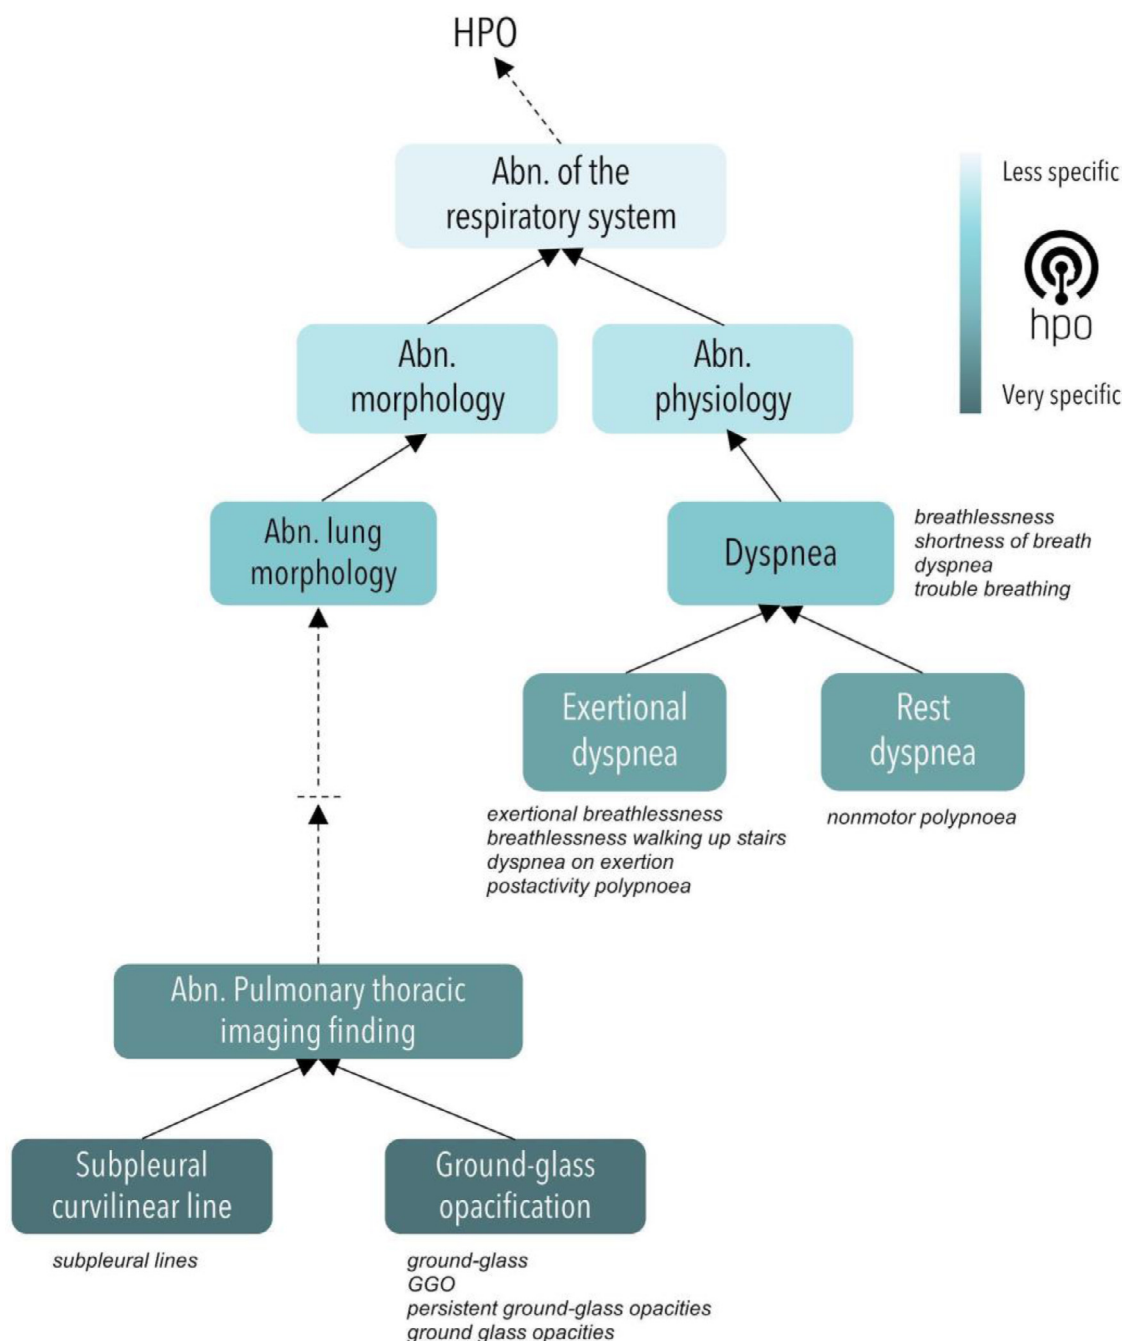 HPO
Abn. of the
respiratory system
Less specific
hpo
Very specific
Abn.
morphology
Abn.
physiology
Abn. lung
morphology
Dyspnea
breathlessness
shortness of breath
dyspnea
trouble breathing
Exertional
dyspnea
Rest
dyspnea
exertional breathlessness
breathlessness walking up stairs
dyspnea on exertion
postactivity polypnoea
nonmotor polypnoea
Abn. Pulmonary thoracic
imaging finding
Subpleural
curvilinear line
Ground-glass
opacification
subpleural lines
ground-glass
GGO
persistent ground-glass opacities
ground glass opacities